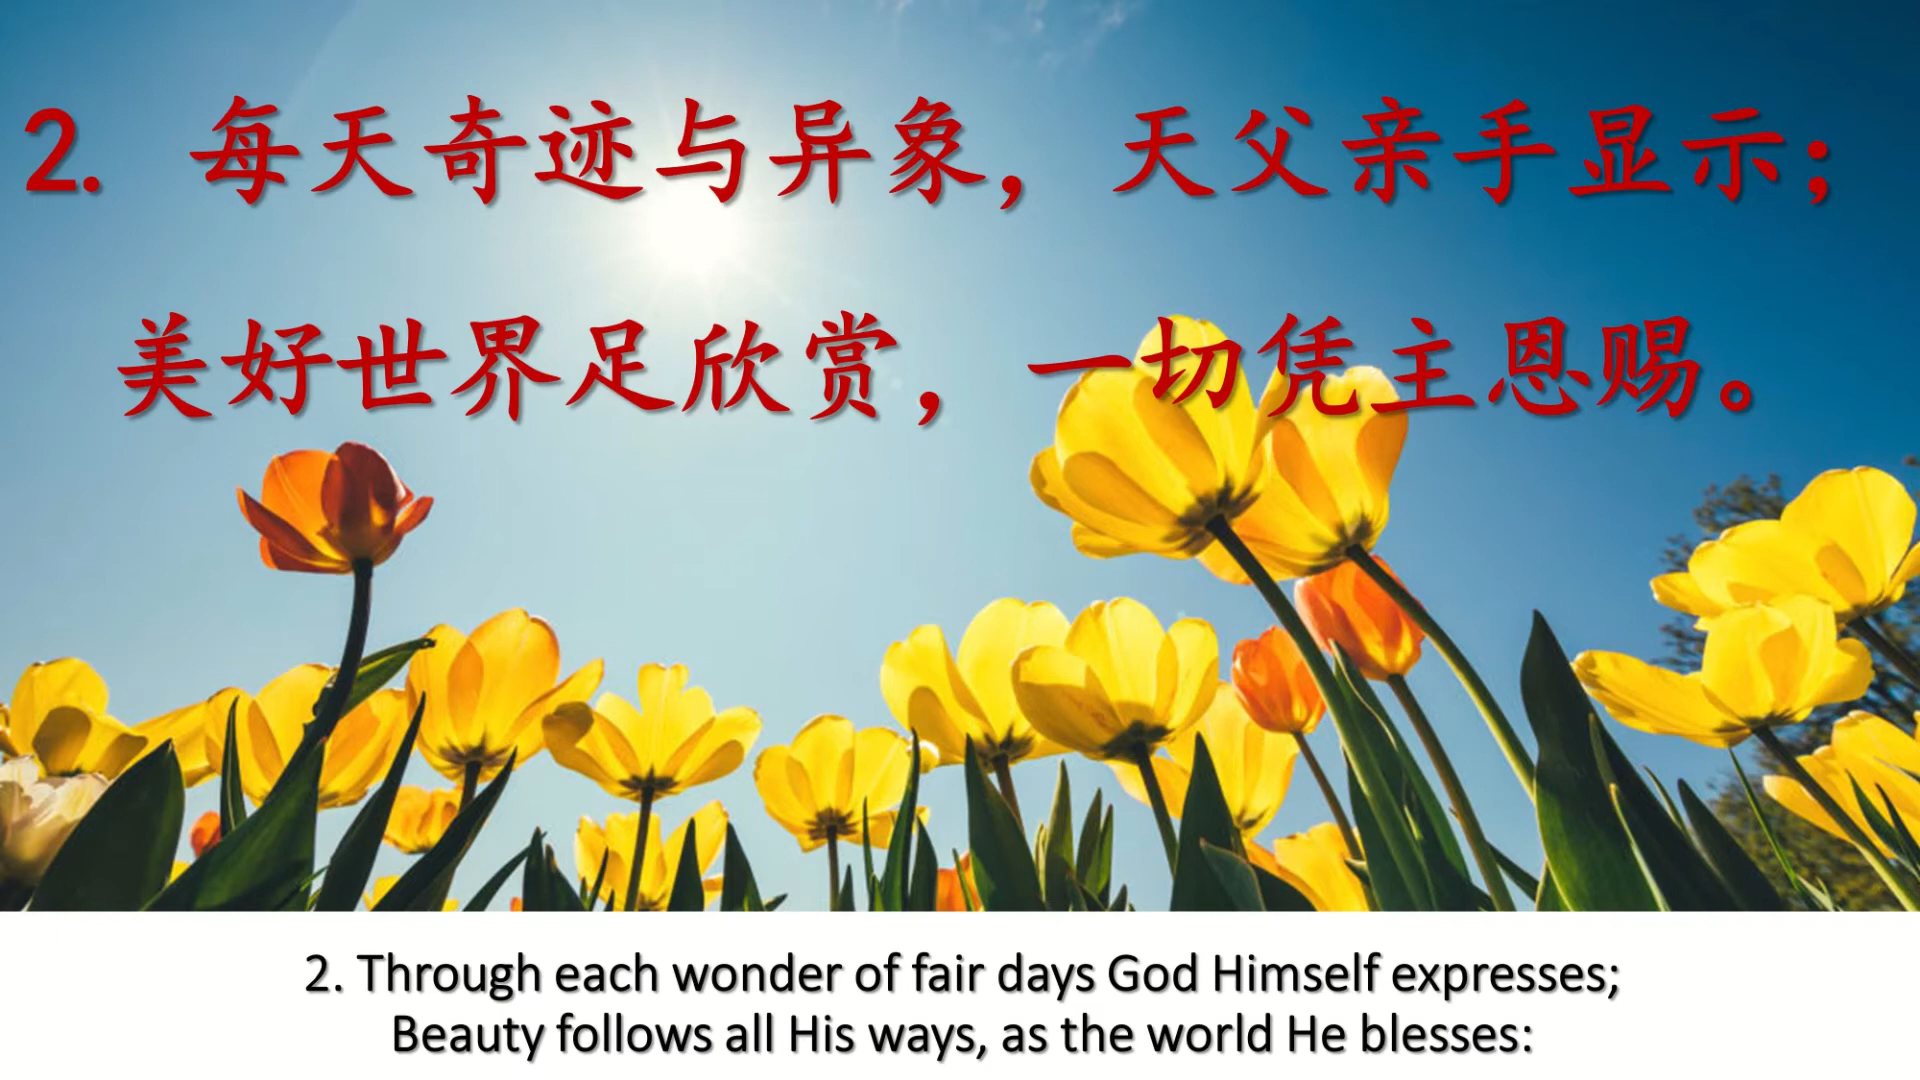 2. 每天奇迹与异象，天父亲手显示；
美好世界足欣赏，一切凭主恩赐。
2. Through each wonder of fair days God Himself expresses;
Beauty follows all His ways, as the world He blesses: